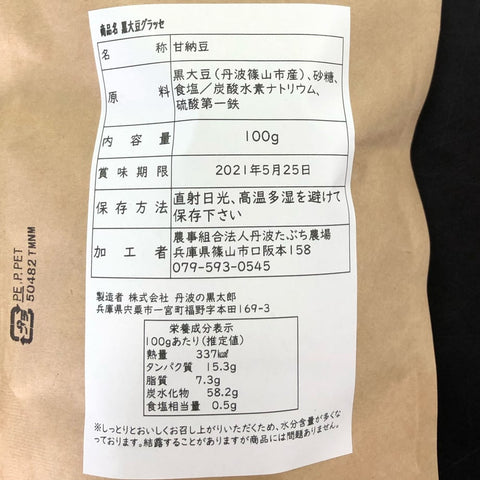 商品名 黒大豆グラッセ
名称 甘納豆
原料 黒大豆(丹波篠山市産)、砂糖、
食塩/炭酸水素ナトリウム、
硫酸第一鉄
内容量 100g
賞味期限 2021年5月25日
保存方法 直射日光、高温多湿を避けて
保存下さい
加工者 農事組合法人丹波たぶち農場
兵庫県篠山市口阪本158
079-593-0545
製造者 株式会社 丹波の黒太郎
兵庫県宍粟市一宮町福野字本田169-3
栄養成分表示
100gあたり(推定値)
熱量 337kcal
タンパク質 15.3g
脂質 7.3g
炭水化物 58.2g
食塩相当量 0.5g
※しっとりとおいしくお召し上がりいただくため、水分含量が多くな
っております。結露することがありますが商品には問題ありません。
PE,P,PET
50482TMNM